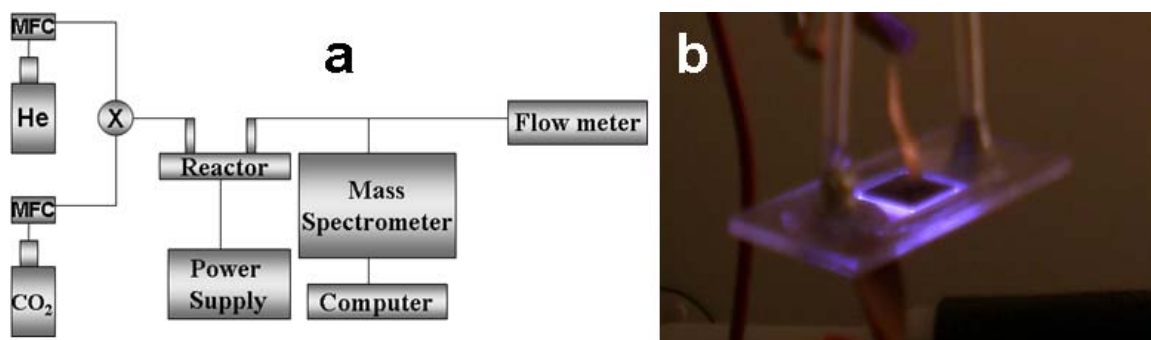 MFC
He
X
MFC
CO₂
a
Reactor
Power
Supply
Mass
Spectrometer
Computer
Flow meter
b